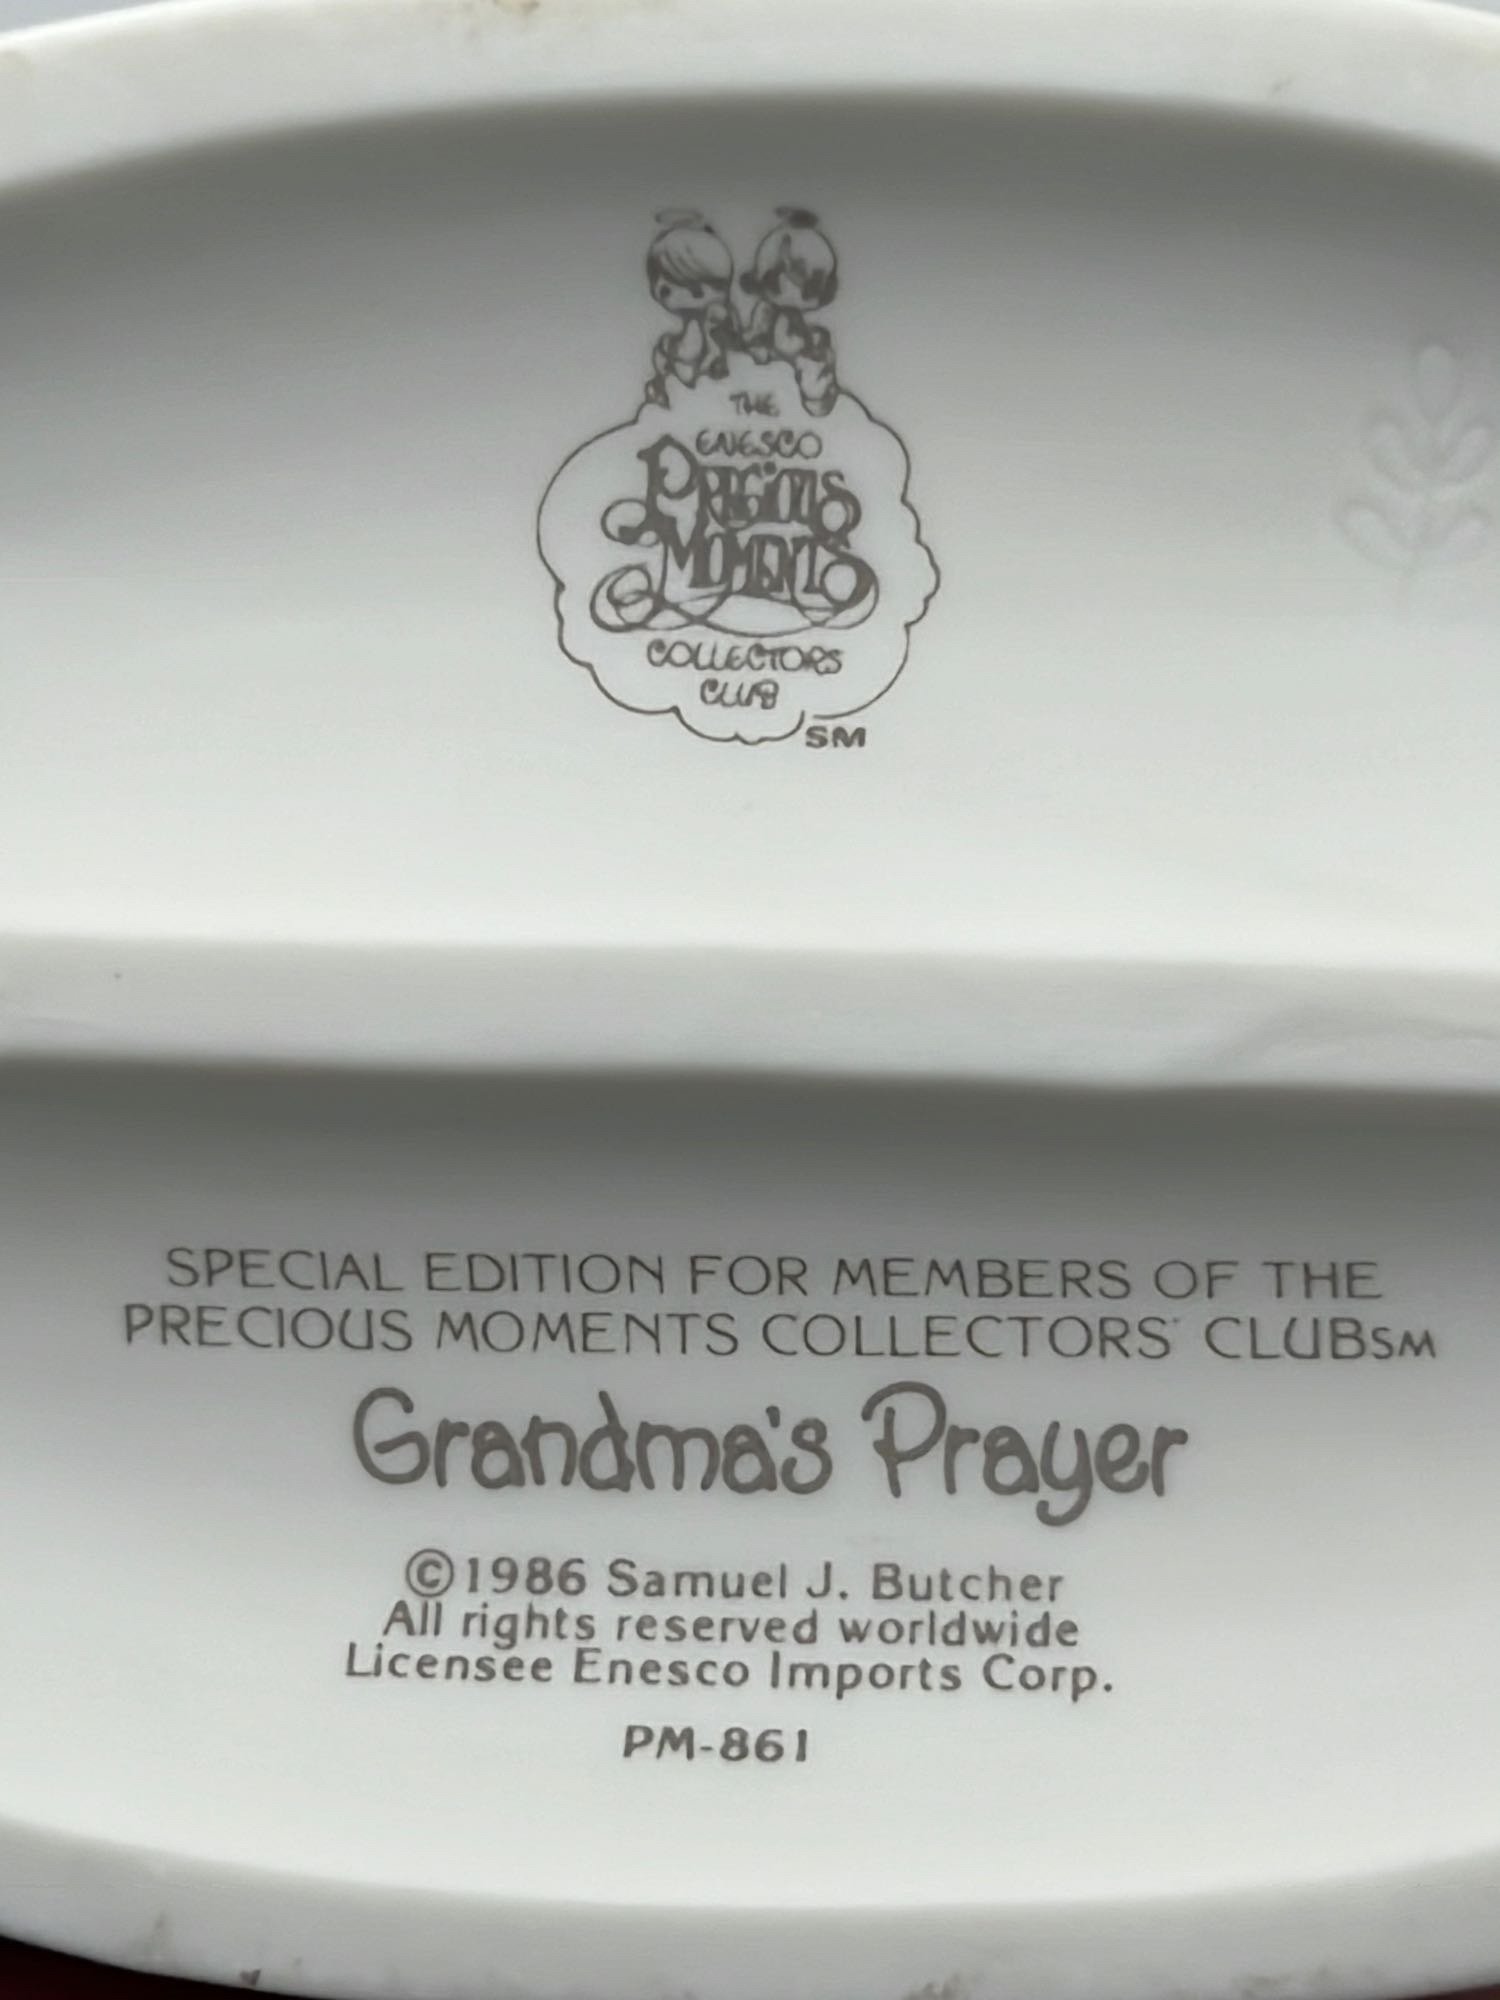 THE
ENESCO
PRECIOUS
MOMENTS
COLLECTORS
CLUB
SM
SPECIAL EDITION FOR MEMBERS OF THE
PRECIOUS MOMENTS COLLECTORS' CLUBSM
Grandma's Prayer
©1986 Samuel J. Butcher
All rights reserved worldwide
Licensee Enesco Imports Corp.
PM-861